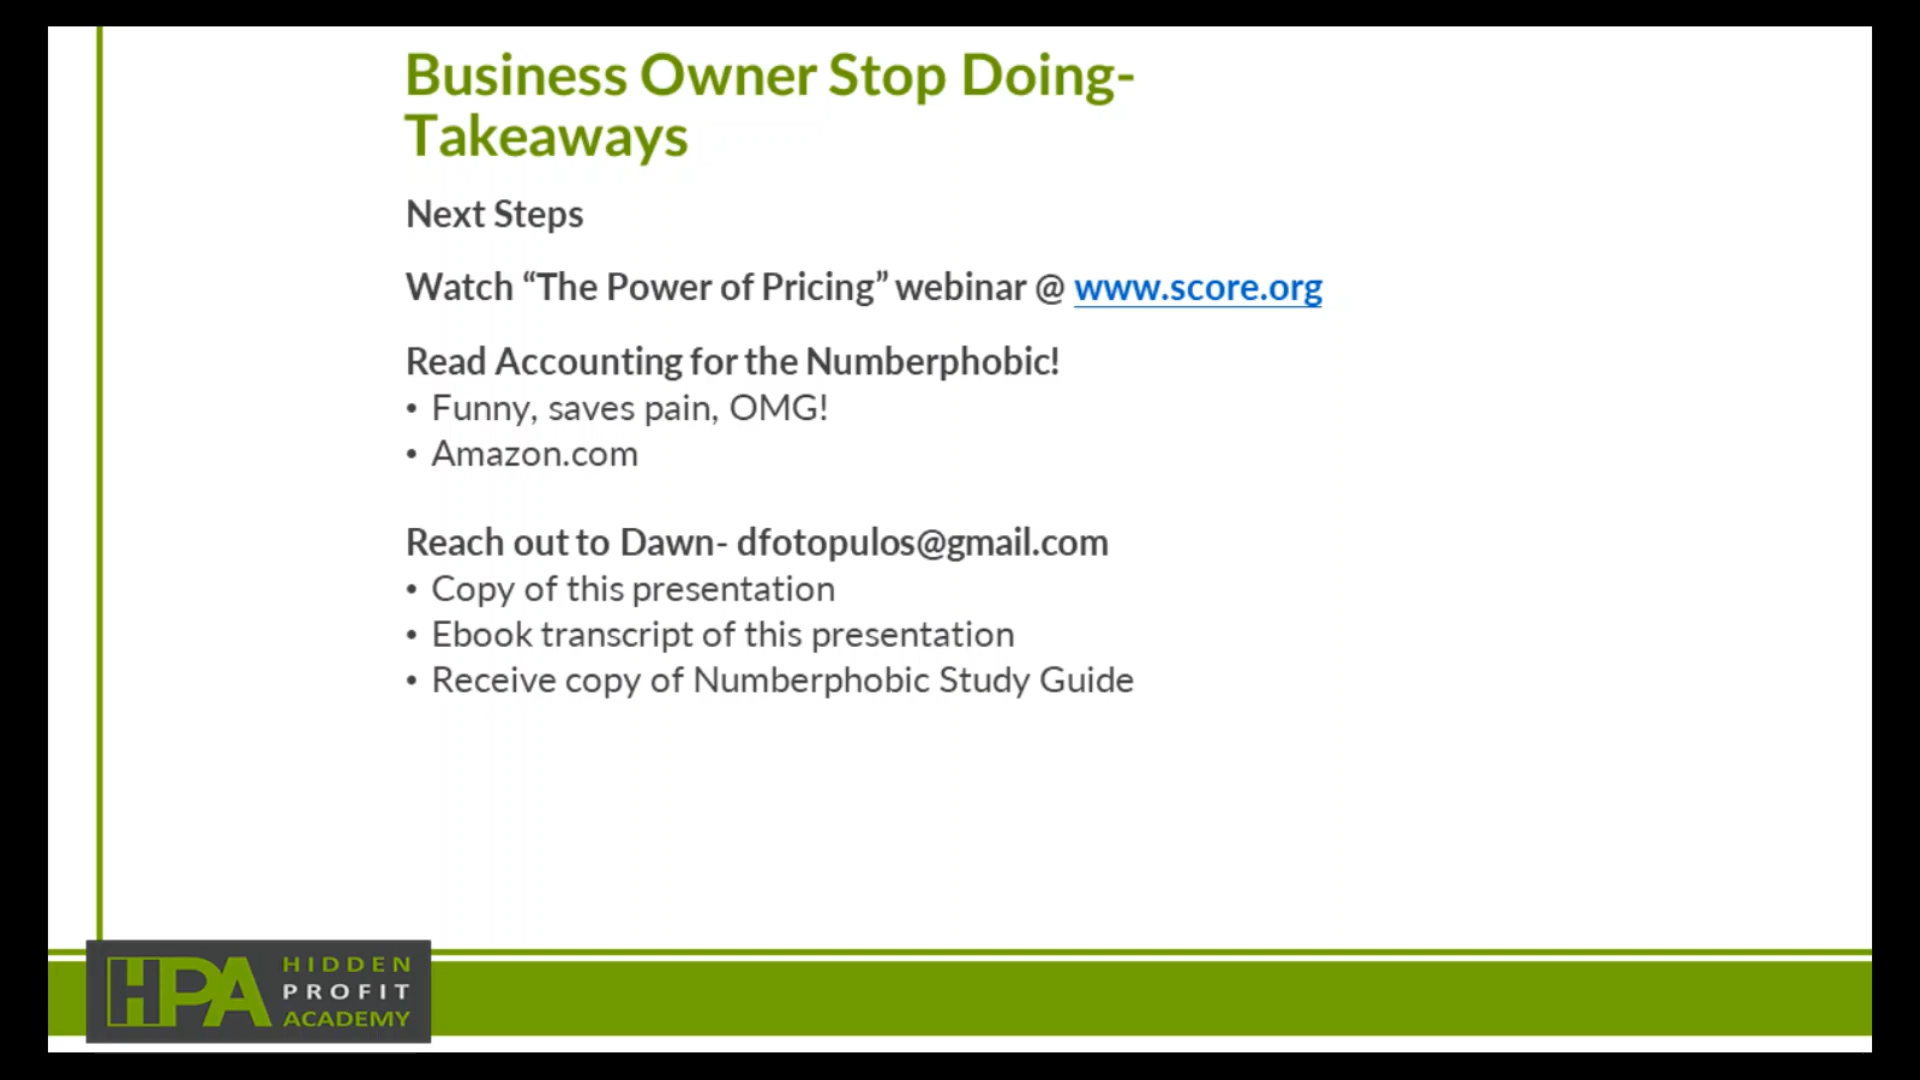 Business Owner Stop Doing-
Takeaways
Next Steps
Watch “The Power of Pricing” webinar @ www.score.org
Read Accounting for the Numberphobic!
• Funny, saves pain, OMG!
• Amazon.com
Reach out to Dawn- dfotopulos@gmail.com
• Copy of this presentation
• Ebook transcript of this presentation
• Receive copy of Numberphobic Study Guide
HPA
HIDDEN
PROFIT
ACADEMY